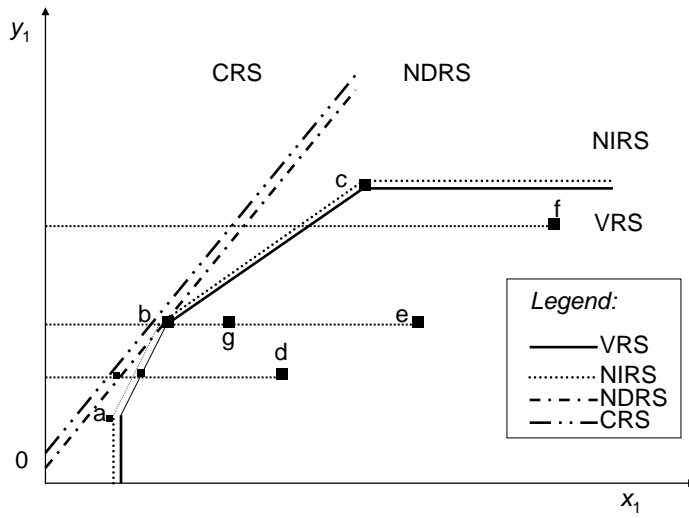 y1
CRS NDRS
NIRS
c
f
VRS
b
g
e
d
a
0
Legend:
VRS
NIRS
NDRS
CRS
x1